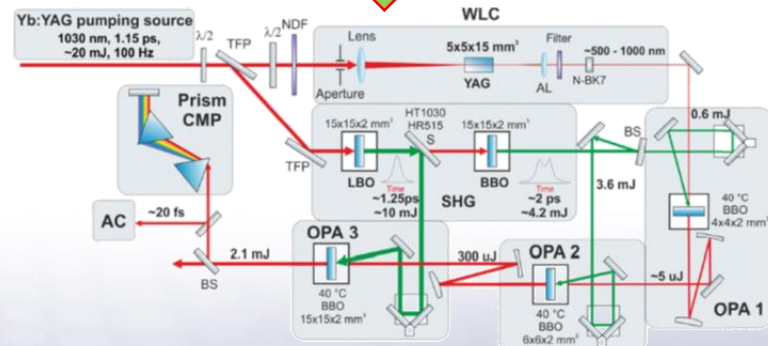 Yb:YAG pumping source
1030 nm, 1.15 ps,
~20 mJ, 100 Hz
λ/2
TFP
λ/2
NDF
WLC
Lens
Aperture
5x5x15 mm³
YAG
AL
Filter
N-BK7
~500 - 1000 nm
Prism
CMP
TFP
15x15x2 mm³
LBO
HT1030
HR515
S
Time
~1.25ps
~10 mJ
SHG
15x15x2 mm³
BBO
Time
~2 ps
~4.2 mJ
BS
0.6 mJ
3.6 mJ
40 °C
BBO
4x4x2 mm³
OPA 1
AC
~20 fs
BS
2.1 mJ
OPA 3
40 °C
BBO
15x15x2 mm³
300 uJ
OPA 2
40 °C
BBO
6x6x2 mm³
~5 uJ